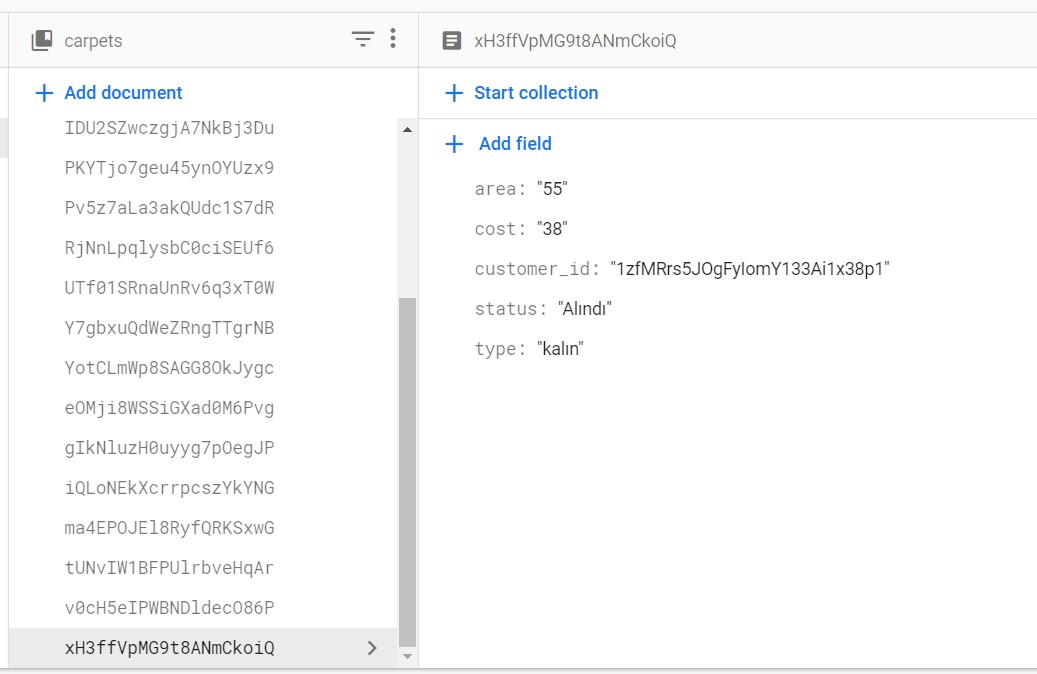 carpets
Add document
IDU2SZwczgjA7NkBj3Du
PKYTjo7geu45ynOYUzx9
Pv5z7aLa3akQUdc1S7dR
RjNnLpqlysbC0ciSEUf6
UTf01SRnaUnRv6q3xT0W
Y7gbxuQdWeZRngTTgrNB
YotCLmWp8SAGG8OkJygc
eOMji8WSSiGXad0M6Pvg
gIkNluzH0uyyg7pOegJP
iQLoNEkXcrrpcszYkYNG
ma4EPOJEl8RyfQRKSxwG
tUNvIW1BFPUlrbveHqAr
v0cH5eIPWBNDldecO86P
xH3ffVpMG9t8ANmCkoiQ
xH3ffVpMG9t8ANmCkoiQ
Start collection
Add field
area: "55"
cost: "38"
customer_id: "1zfMRrs5JOgFyIomY133Ai1x38p1"
status: "Alındı"
type: "kalın"